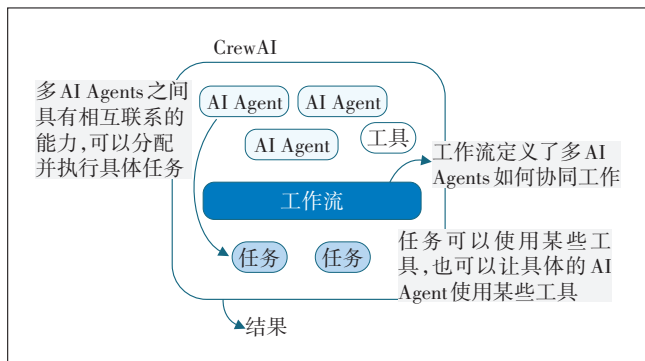 CrewAI
多AI Agents之间
具有相互联系的
能力,可以分配
并执行具体任务
AI Agent
AI Agent
AI Agent
工具
工作流定义了多AI
Agents如何协同工作
工作流
任务可以使用某些工
具,也可以让具体的AI
Agent使用某些工具
任务
任务
结果